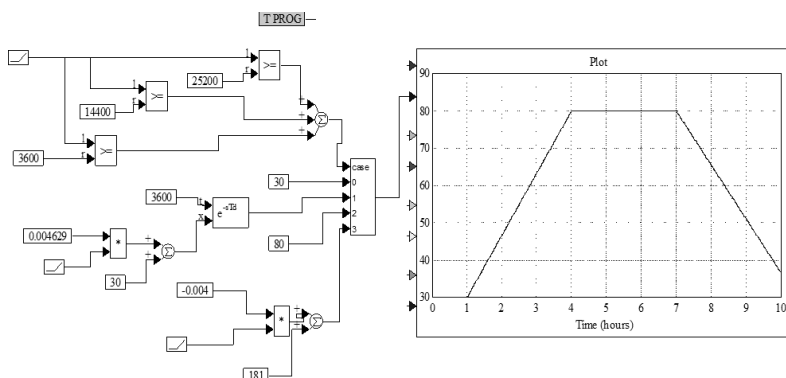 T PROG
l
r
>=
25200
l
r
>=
14400
l
r
>=
3600
+
+
+
Σ
case
0
1
2
3
30
3600
t
x
e^-sTd
0.004629
*
+
+
Σ
30
80
-0.004
*
+
+
Σ
181
Plot
90
80
70
60
50
40
30
0 1 2 3 4 5 6 7 8 9 10
Time (hours)